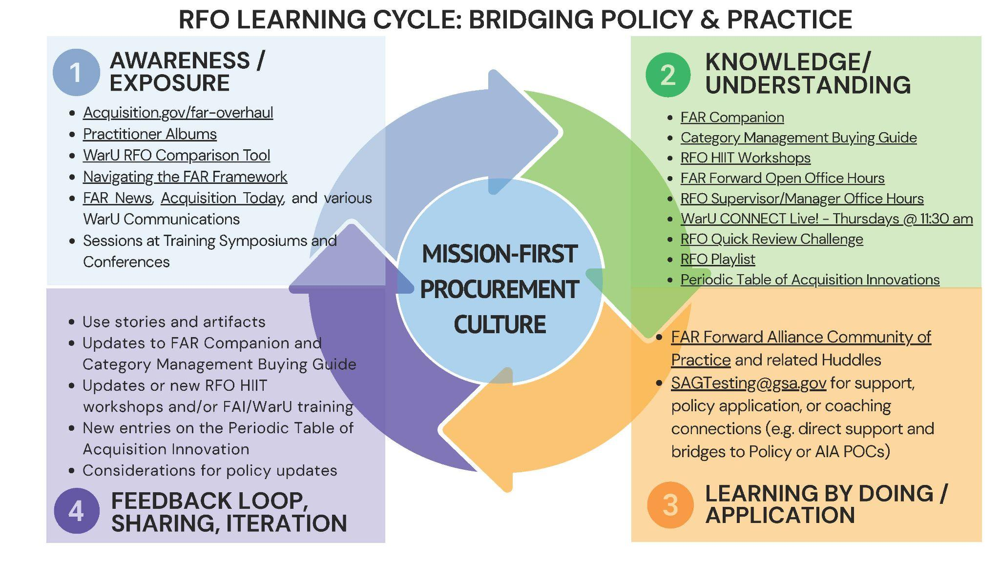 RFO LEARNING CYCLE: BRIDGING POLICY & PRACTICE
1
AWARENESS /
EXPOSURE
• Acquisition.gov/far-overhaul
• Practitioner Albums
• WarU RFO Comparison Tool
• Navigating the FAR Framework
• FAR News, Acquisition Today, and various
WarU Communications
• Sessions at Training Symposiums and
Conferences
2
KNOWLEDGE/
UNDERSTANDING
• FAR Companion
• Category Management Buying Guide
• RFO HIIT Workshops
• FAR Forward Open Office Hours
• RFO Supervisor/Manager Office Hours
• WarU CONNECT Live! - Thursdays @ 11:30 am
• RFO Quick Review Challenge
• RFO Playlist
• Periodic Table of Acquisition Innovations
MISSION-FIRST
PROCUREMENT
CULTURE
• FAR Forward Alliance Community of
Practice and related Huddles
• SAGTesting@gsa.gov for support,
policy application, or coaching
connections (e.g. direct support and
bridges to Policy or AIA POCs)
3
LEARNING BY DOING /
APPLICATION
• Use stories and artifacts
• Updates to FAR Companion and
Category Management Buying Guide
• Updates or new RFO HIIT
workshops and/or FAI/WarU training
• New entries on the Periodic Table of
Acquisition Innovation
• Considerations for policy updates
4
FEEDBACK LOOP,
SHARING, ITERATION